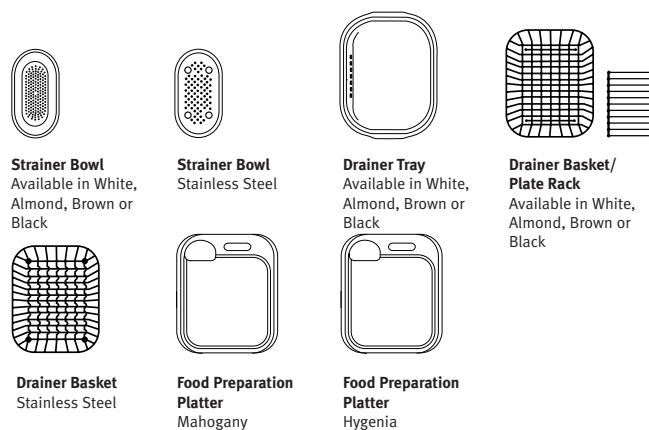 Strainer Bowl
Available in White,
Almond, Brown or
Black
Strainer Bowl
Stainless Steel
Drainer Tray
Available in White,
Almond, Brown or
Black
Drainer Basket/
Plate Rack
Available in White,
Almond, Brown or
Black
Drainer Basket
Stainless Steel
Food Preparation
Platter
Mahogany
Food Preparation
Platter
Hygenia